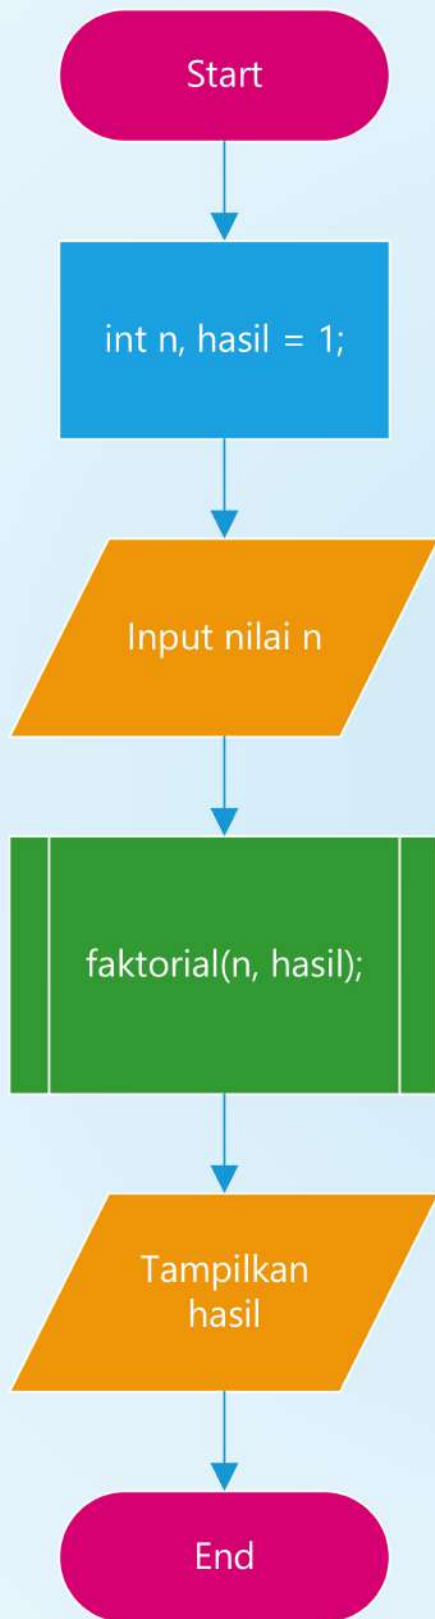 Start
int n, hasil = 1;
Input nilai n
faktorial(n, hasil);
Tampilkan
hasil
End